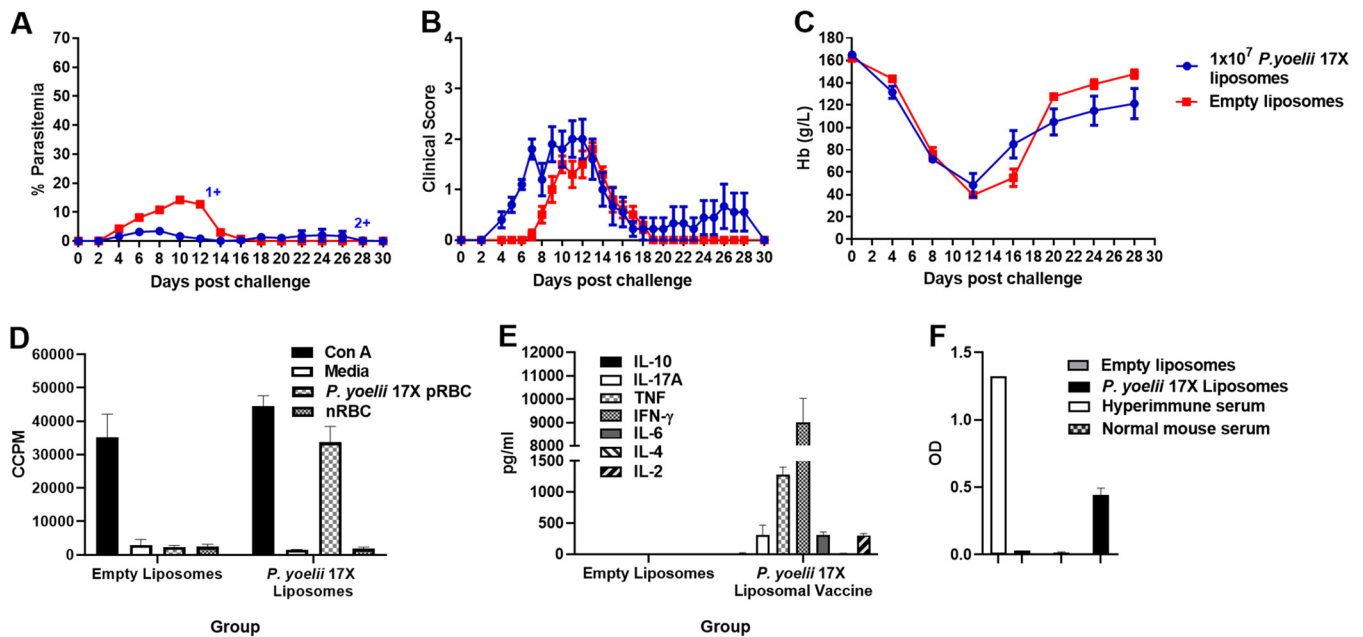 A
% Parasitemia
80
70
60
50
40
30
20
10
0
1+
2+
0 2 4 6 8 10 12 14 16 18 20 22 24 26 28 30
Days post challenge
B
Clinical Score
4
3
2
1
0
0 2 4 6 8 10 12 14 16 18 20 22 24 26 28 30
Days post challenge
C
Hb (g/L)
180
160
140
120
100
80
60
40
20
0
0 2 4 6 8 10 12 14 16 18 20 22 24 26 28 30
Days post challenge
1x10⁷ P.yoelii 17X
liposomes
Empty liposomes
D
CCPM
60000
50000
40000
30000
20000
10000
0
Con A
Media
P. yoelii 17X pRBC
nRBC
Empty Liposomes
P. yoelii 17X
Liposomes
Group
E
pg/ml
12000
11000
10000
9000
8000
7000
1500
1000
500
0
IL-10
IL-17A
TNF
IFN-γ
IL-6
IL-4
IL-2
Empty Liposomes
P. yoelii 17X
Liposomal Vaccine
Group
F
OD
1.5
1.0
0.5
0.0
Empty liposomes
P. yoelii 17X Liposomes
Hyperimmune serum
Normal mouse serum